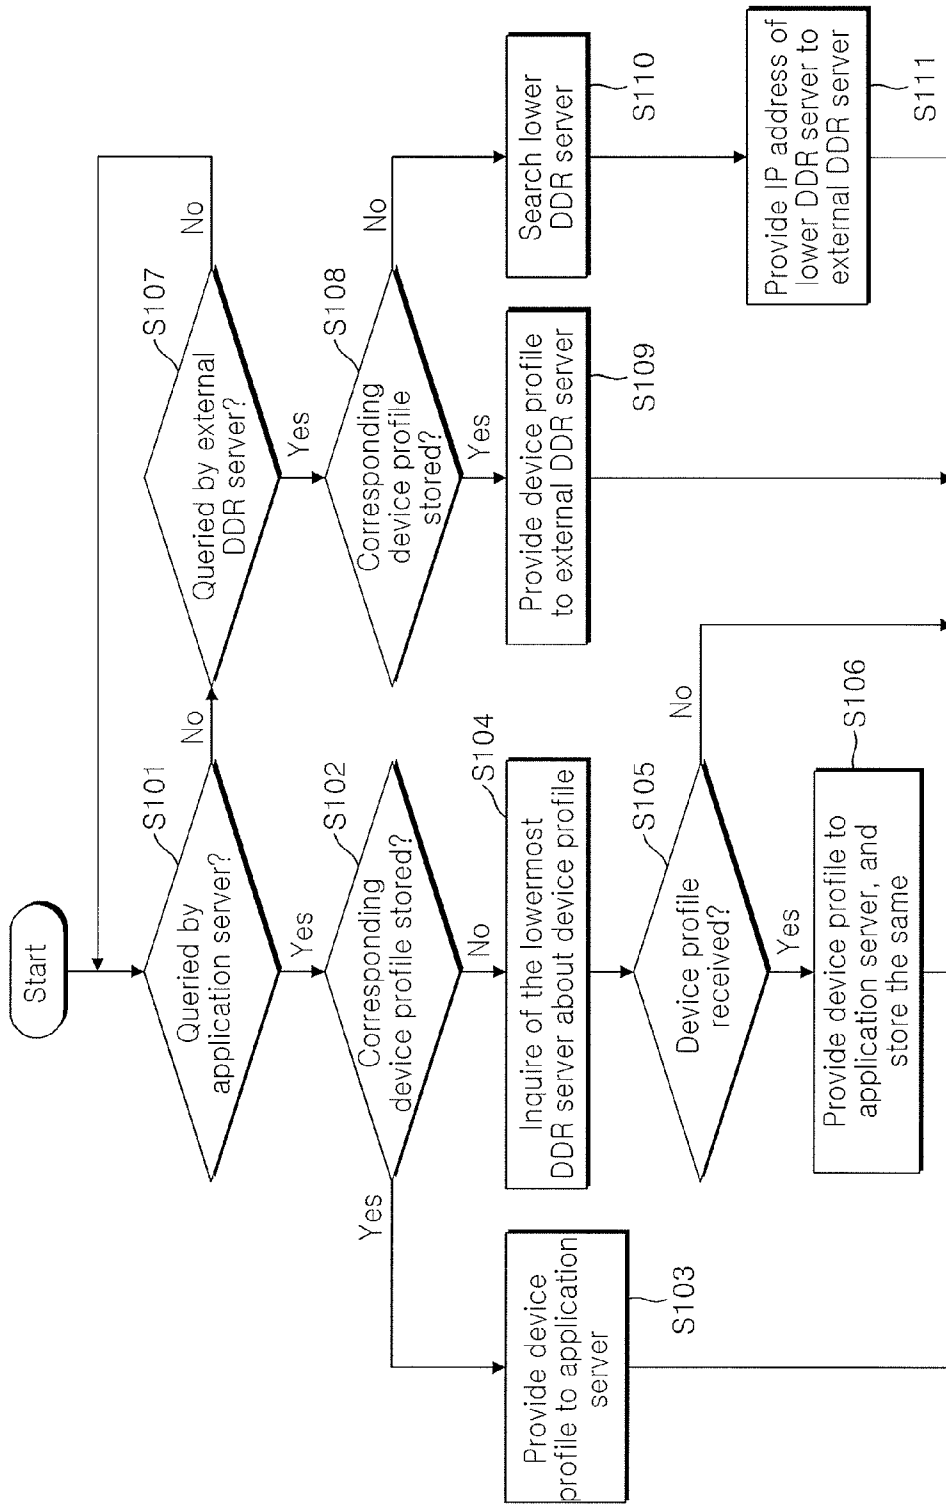 Start
Queried by
application server?
S101
No
Yes
Corresponding
device profile stored?
S102
Yes
No
Provide device
profile to application
server
S103
Inquire of the lowermost
DDR server about device profile
S104
Device profile
received?
S105
No
Yes
Provide device profile to
application server, and
store the same
S106
Queried by external
DDR server?
S107
No
Yes
Corresponding
device profile
stored?
S108
No
Yes
Provide device profile
to external DDR server
S109
Search lower
DDR server
S110
Provide IP address of
lower DDR server to
external DDR server
S111